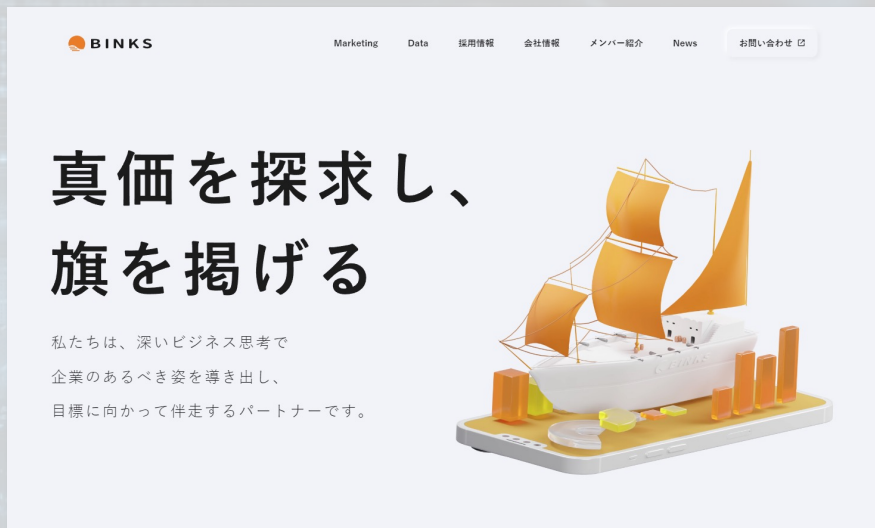 BINKS
Marketing Data 採用情報 会社情報 メンバー紹介 News お問い合わせ
真価を探求し、
旗を掲げる
私たちは、深いビジネス思考で
企業のあるべき姿を導き出し、
目標に向かって伴走するパートナーです。
BINKS